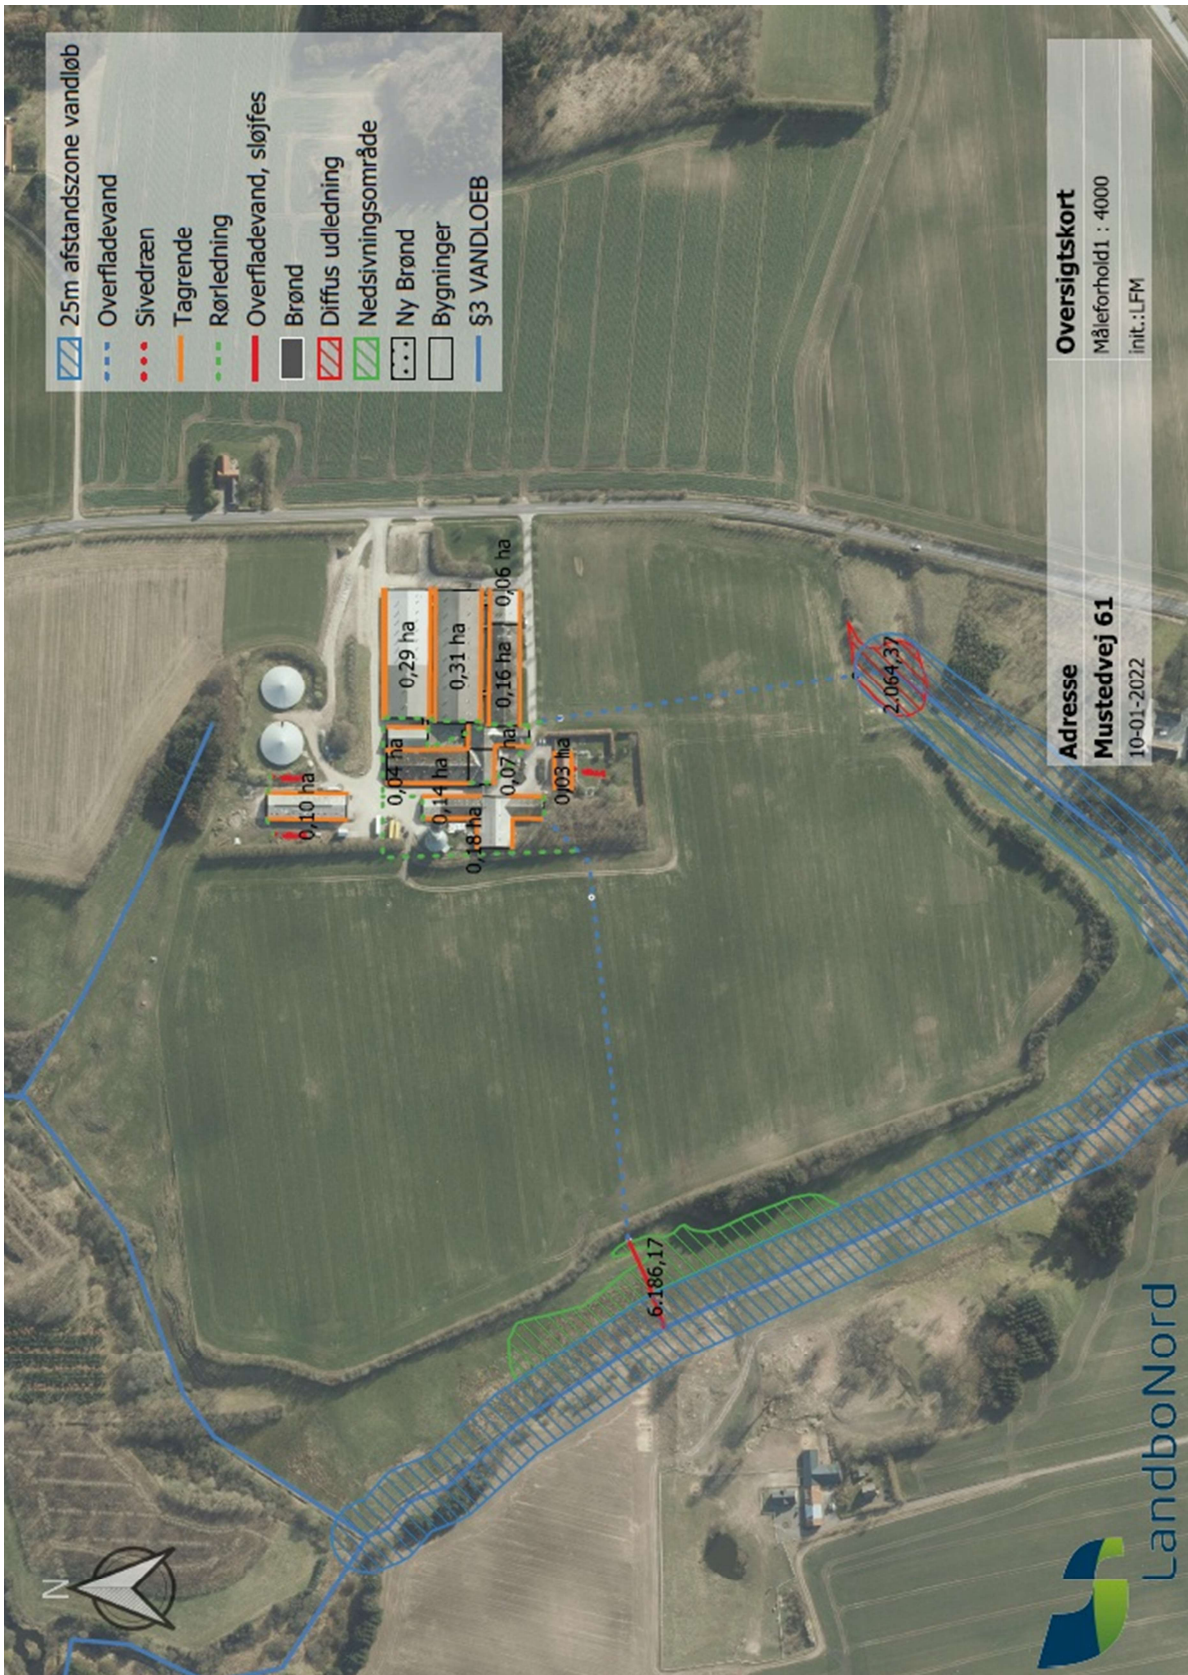 25m afstandszone vandløb
Overfladevand
Sivedræn
Tagrende
Rørledning
Overfladevand, sløjfes
Brønd
Diffus udledning
Nedsivningsområde
Ny Brønd
Bygninger
§3 VANDLOEB
N
0,10 ha
0,29 ha
0,31 ha
0,16 ha
0,06 ha
0,04 ha
0,14 ha
0,07 ha
0,18 ha
0,03 ha
6.186,17
2.064,37
LandboNord
Adresse
Mustedvej 61
10-01-2022
Oversigtskort
Måleforhold1 : 4000
init.:LFM